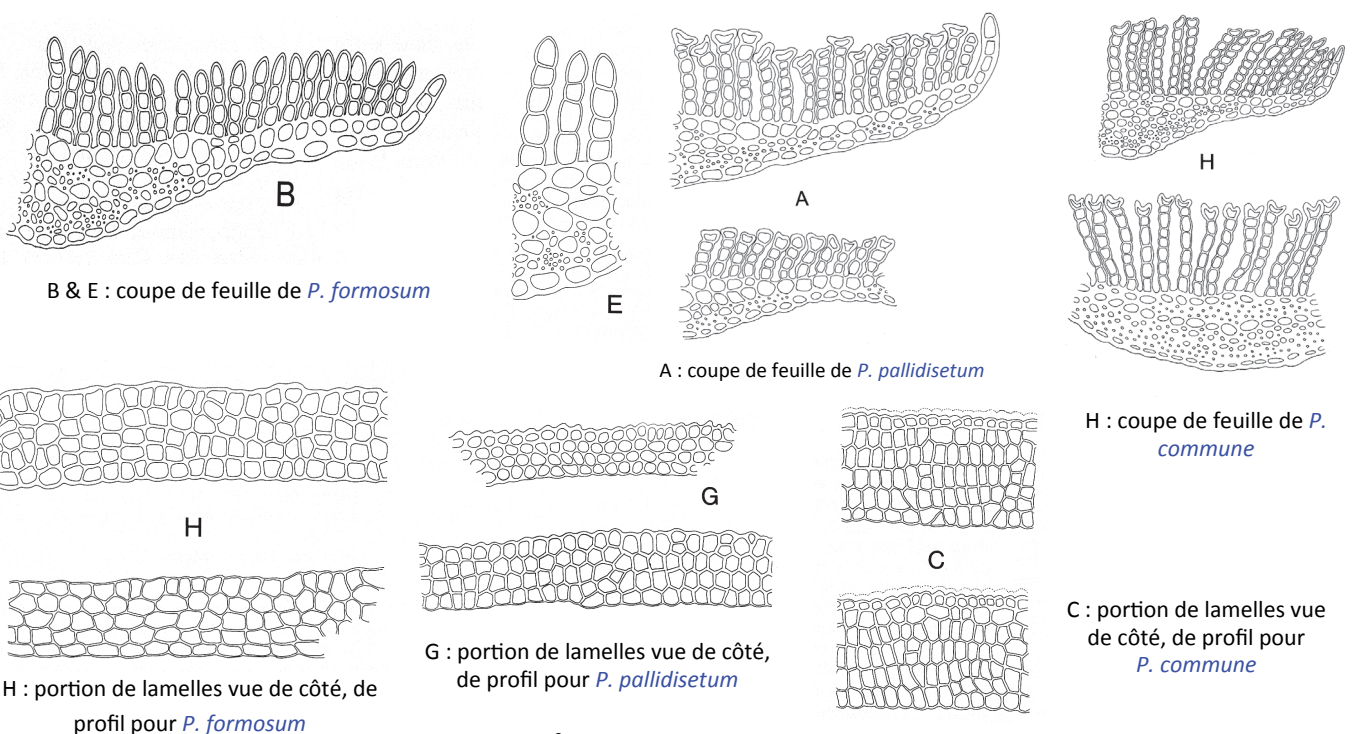 B
B & E : coupe de feuille de P. formosum
E
A
A : coupe de feuille de P. pallidisetum
H
H : coupe de feuille de P.
commune
H
H : portion de lamelles vue de côté, de
profil pour P. formosum
G
G : portion de lamelles vue de côté,
de profil pour P. pallidisetum
C
C : portion de lamelles vue
de côté, de profil pour
P. commune